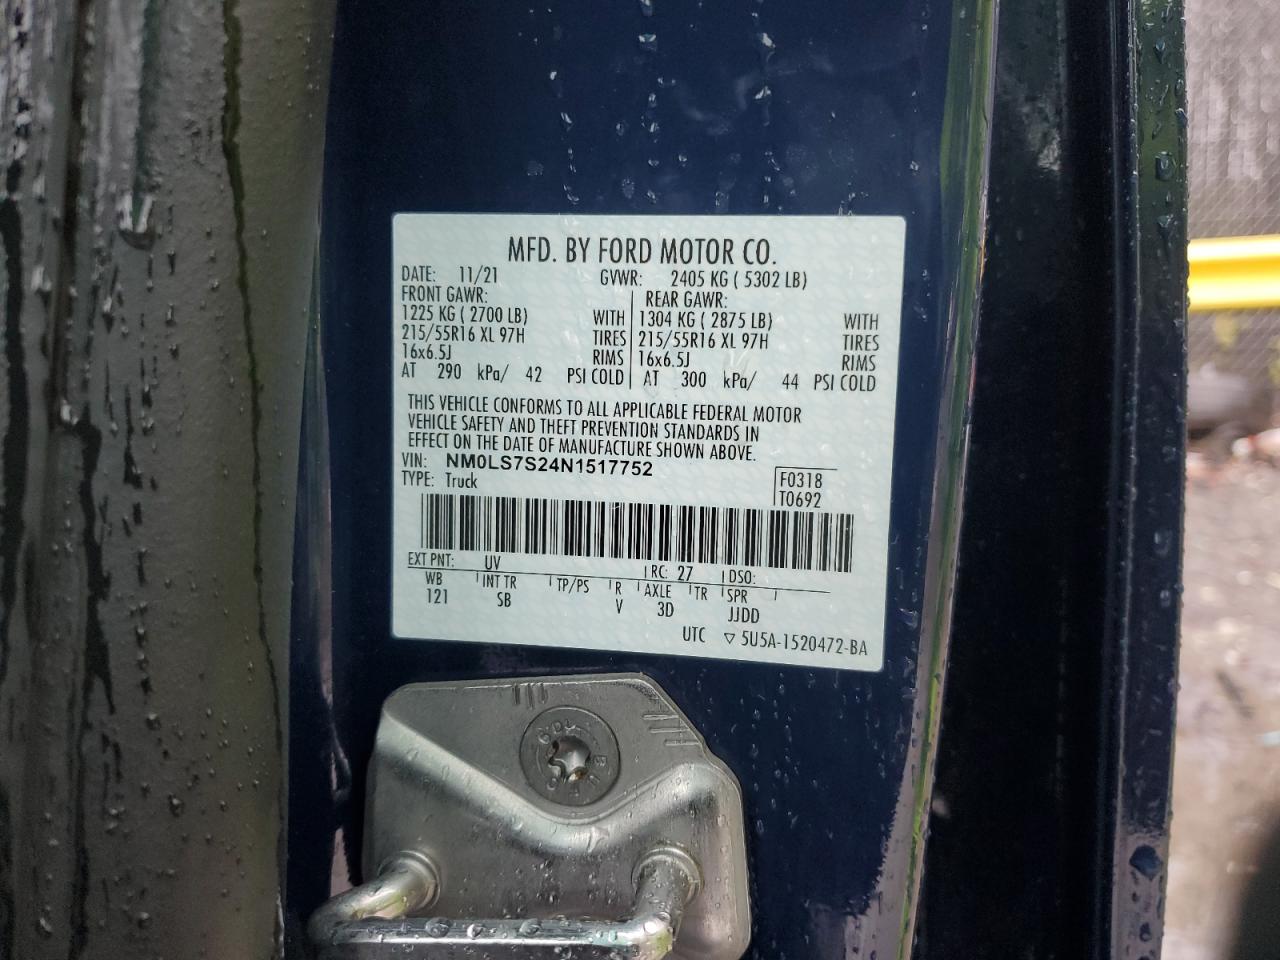 MFD. BY FORD MOTOR CO.
DATE: 11/21 GVWR: 2405 KG ( 5302 LB)
FRONT GAWR: REAR GAWR:
1225 KG ( 2700 LB) WITH 1304 KG ( 2875 LB) WITH
215/55R16 XL 97H TIRES 215/55R16 XL 97H TIRES
16x6.5J RIMS 16x6.5J RIMS
AT 290 kPa/ 42 PSI COLD AT 300 kPa/ 44 PSI COLD
THIS VEHICLE CONFORMS TO ALL APPLICABLE FEDERAL MOTOR
VEHICLE SAFETY AND THEFT PREVENTION STANDARDS IN
EFFECT ON THE DATE OF MANUFACTURE SHOWN ABOVE.
VIN: NM0LS7S24N1517752 F0318
TYPE: Truck T0692
EXT PNT: UV RC: 27 DSO:
WB INT TR TP/PS R AXLE TR SPR
121 SB V 3D JJDD
UTC ▽ 5U5A-1520472-BA